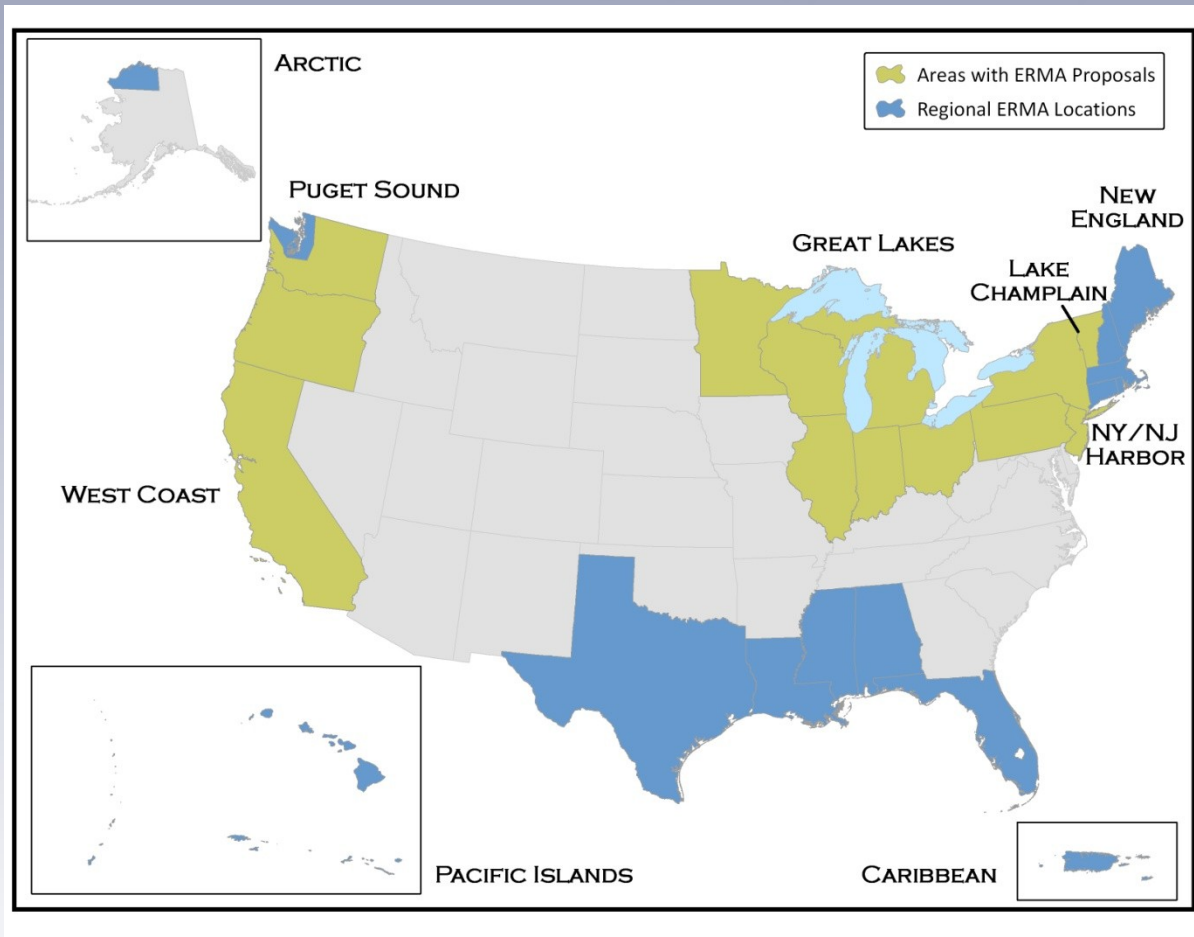 ARCTIC
Areas with ERMA Proposals
Regional ERMA Locations
PUGET SOUND
NEW
ENGLAND
GREAT LAKES
LAKE
CHAMPLAIN
NY/NJ
HARBOR
WEST COAST
PACIFIC ISLANDS
CARIBBEAN